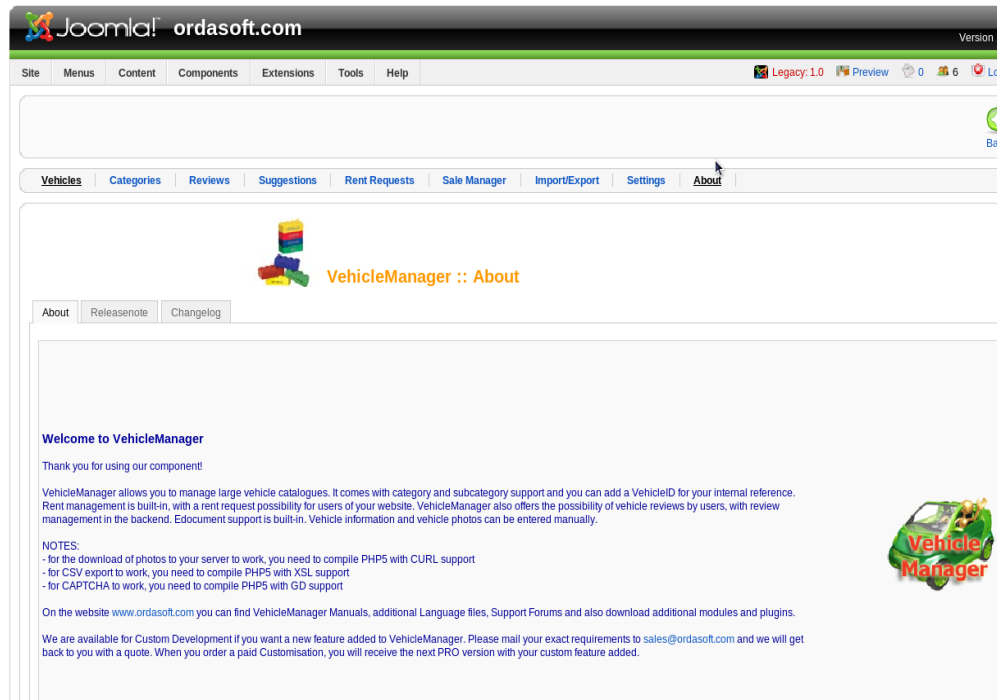 Joomla! ordasoft.com
Version
Site Menus Content Components Extensions Tools Help Legacy: 1.0 Preview 0 6 Lo
Ba
Vehicles Categories Reviews Suggestions Rent Requests Sale Manager Import/Export Settings About
VehicleManager :: About
About Releasenote Changelog
Welcome to VehicleManager
Thank you for using our component!
VehicleManager allows you to manage large vehicle catalogues. It comes with category and subcategory support and you can add a VehicleID for your internal reference.
Rent management is built-in, with a rent request possibility for users of your website. VehicleManager also offers the possibility of vehicle reviews by users, with review
management in the backend. Edocument support is built-in. Vehicle information and vehicle photos can be entered manually.
NOTES:
- for the download of photos to your server to work, you need to compile PHP5 with CURL support
- for CSV export to work, you need to compile PHP5 with XSL support
- for CAPTCHA to work, you need to compile PHP5 with GD support
On the website www.ordasoft.com you can find VehicleManager Manuals, additional Language files, Support Forums and also download additional modules and plugins.
We are available for Custom Development if you want a new feature added to VehicleManager. Please mail your exact requirements to sales@ordasoft.com and we will get
back to you with a quote. When you order a paid Customisation, you will receive the next PRO version with your custom feature added.
Vehicle
Manager